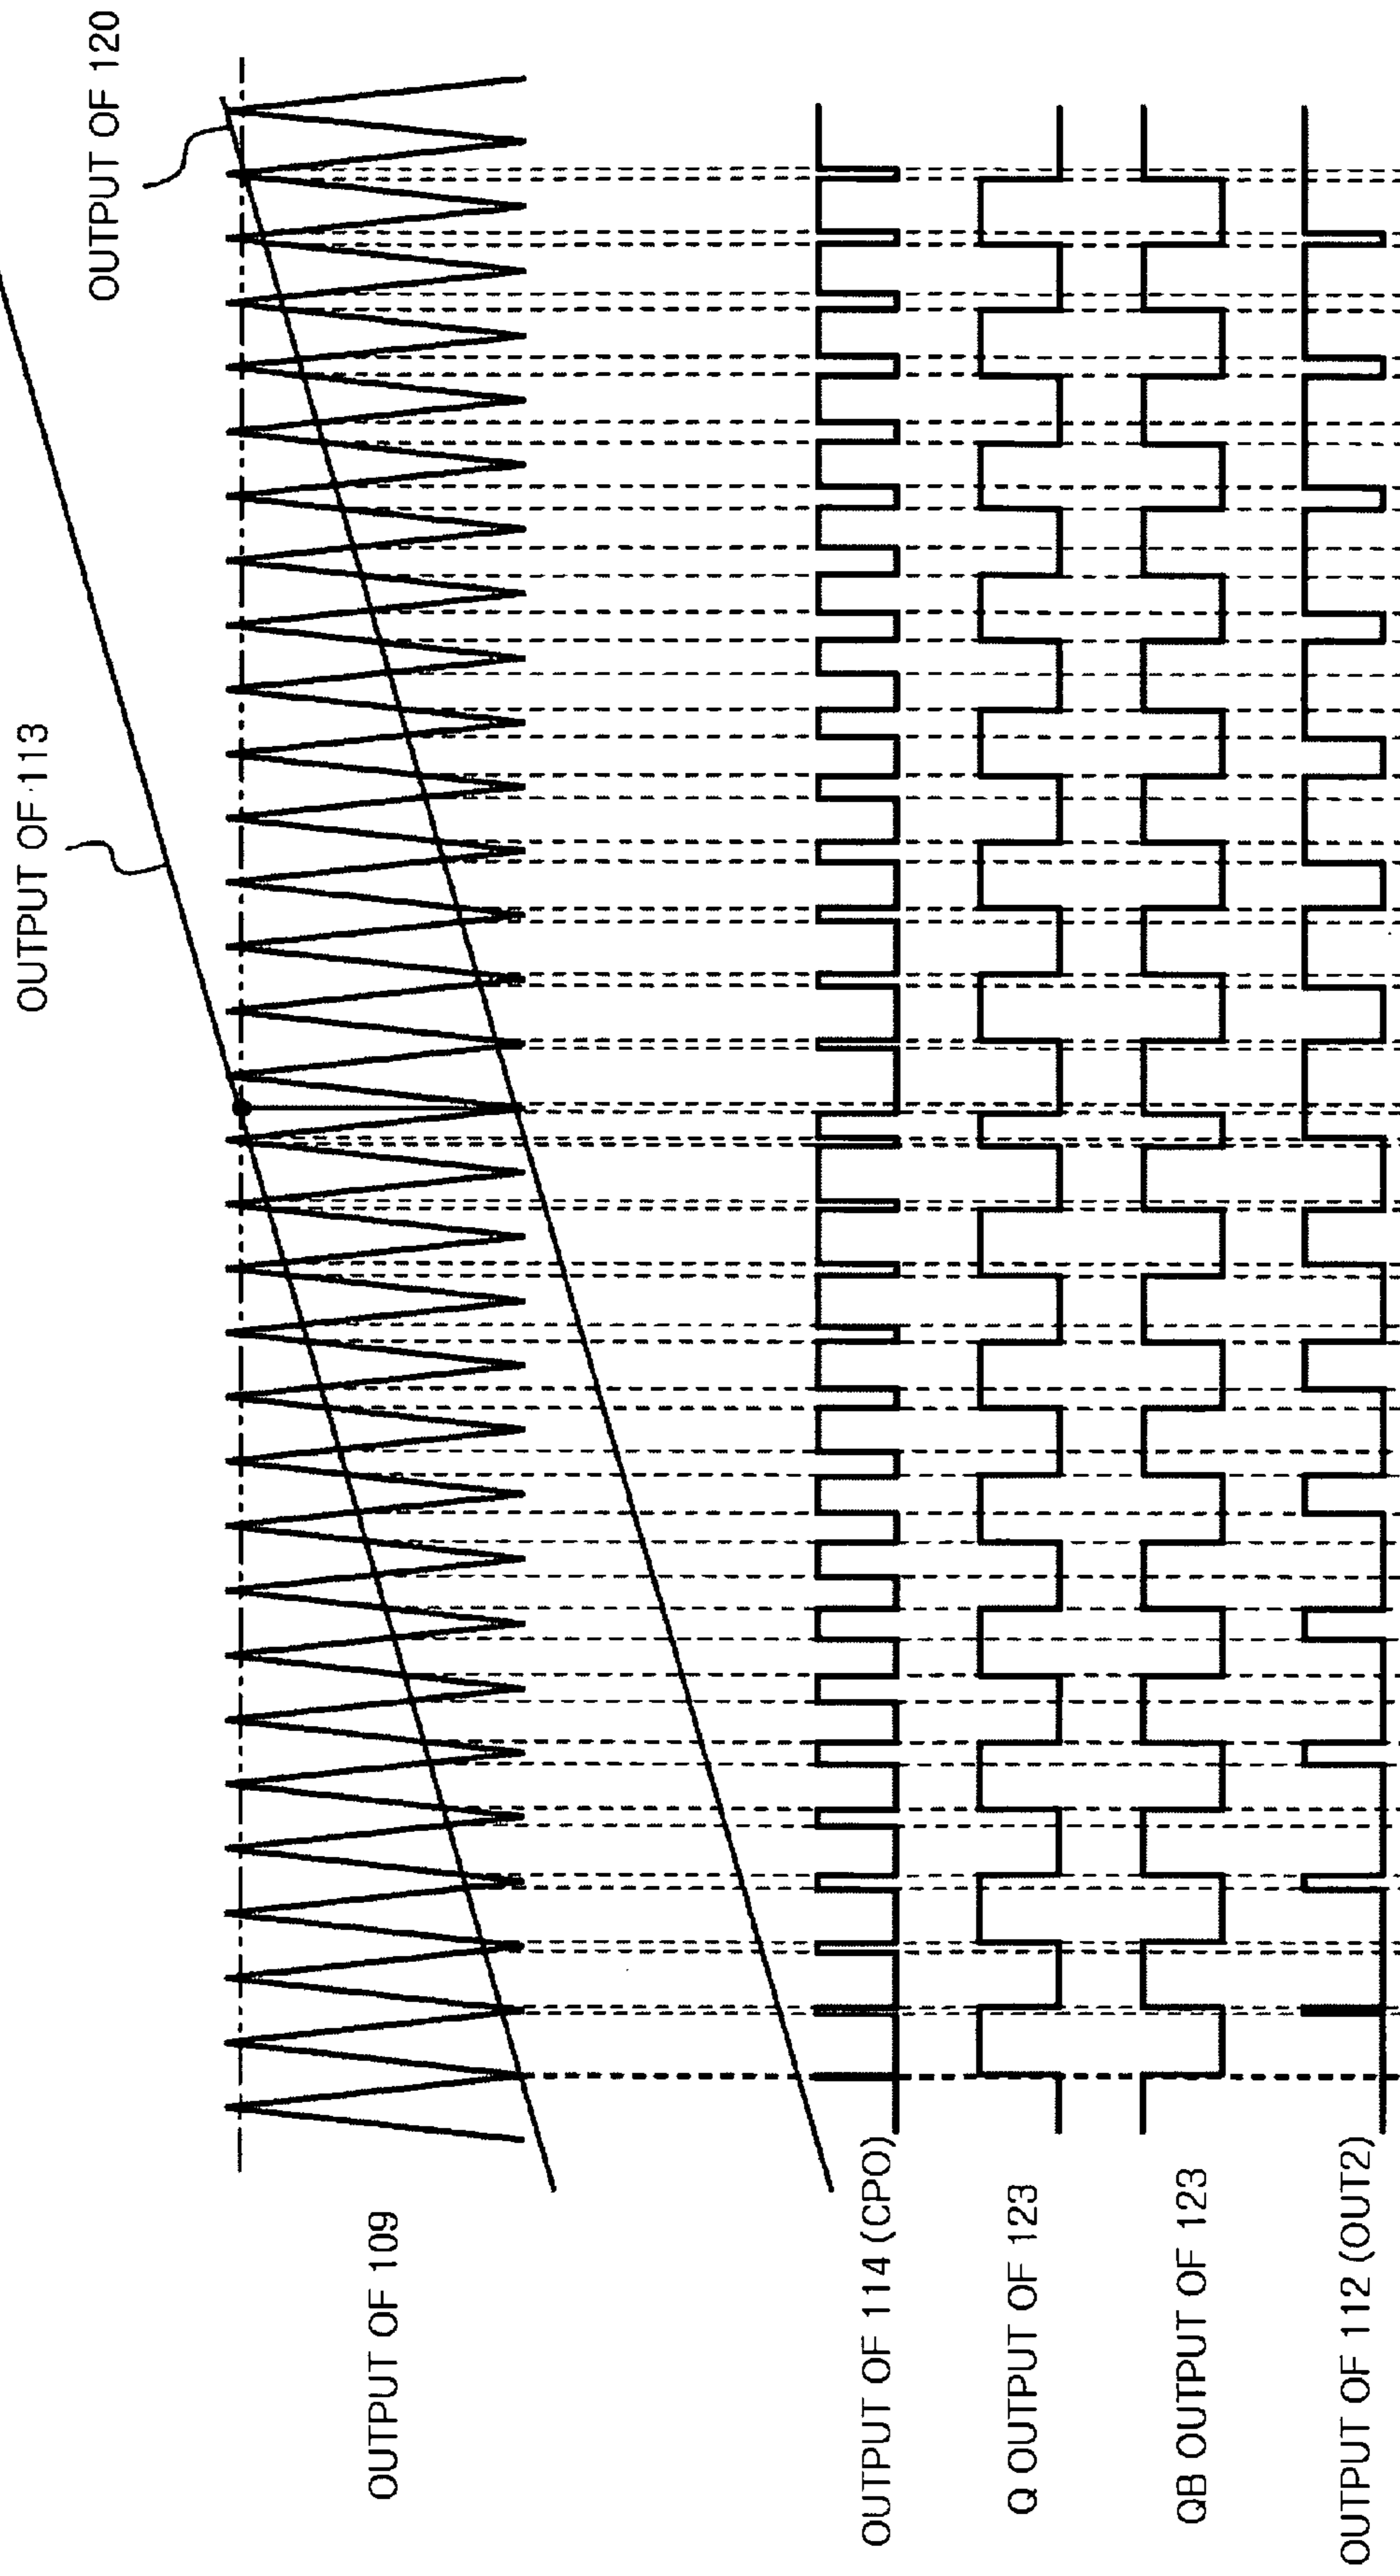 OUTPUT OF 113
OUTPUT OF 120
OUTPUT OF 109
OUTPUT OF 114 (CPO)
Q OUTPUT OF 123
QB OUTPUT OF 123
OUTPUT OF 112 (OUT2)